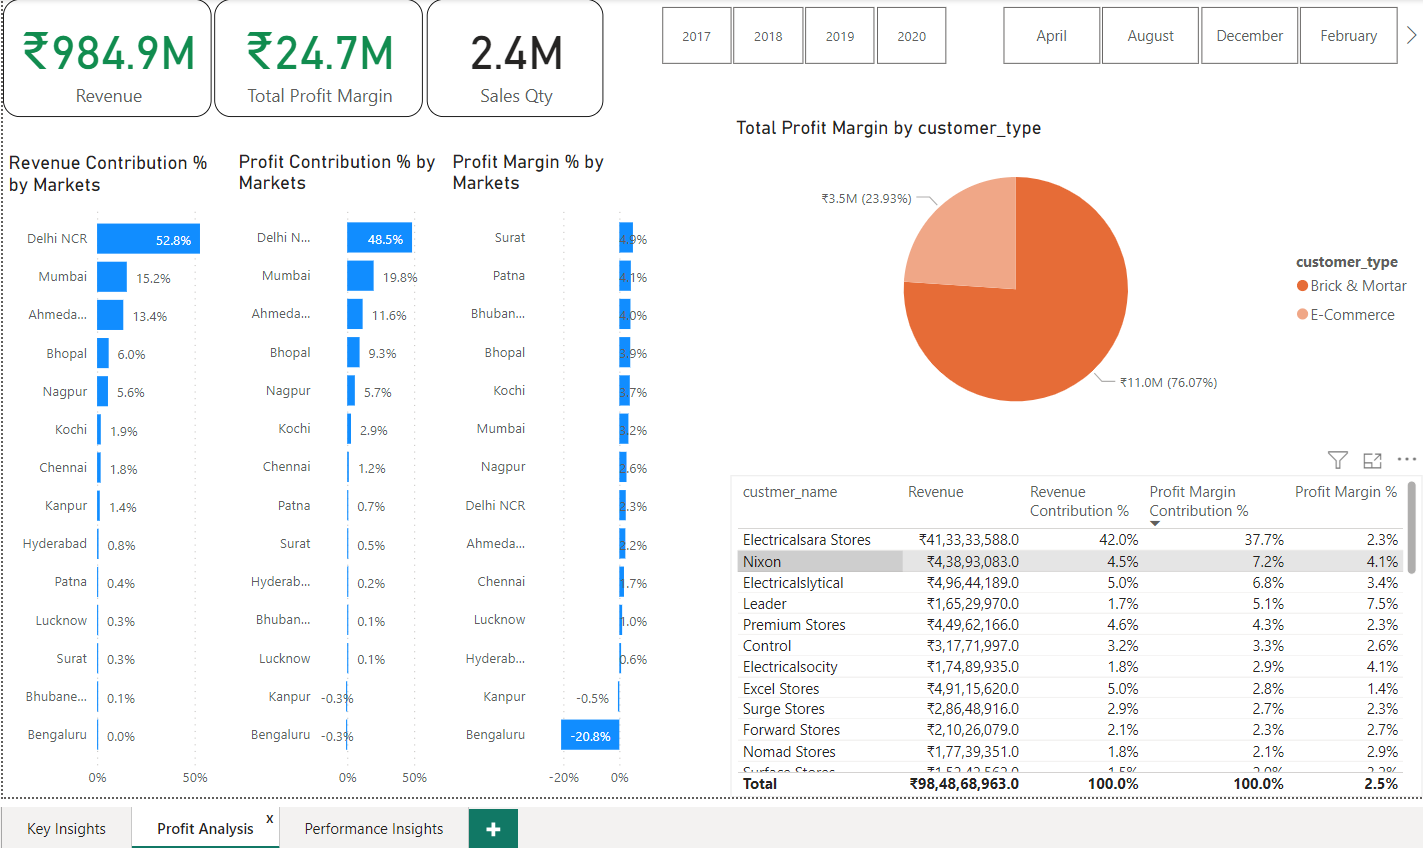 ₹984.9M
Revenue
₹24.7M
Total Profit Margin
2.4M
Sales Qty
2017
2018
2019
2020
April
August
December
February
Revenue Contribution %
by Markets
Delhi NCR 52.8%
Mumbai 15.2%
Ahmeda... 13.4%
Bhopal 6.0%
Nagpur 5.6%
Kochi 1.9%
Chennai 1.8%
Kanpur 1.4%
Hyderabad 0.8%
Patna 0.4%
Lucknow 0.3%
Surat 0.3%
Bhubane... 0.1%
Bengaluru 0.0%
0% 50%
Profit Contribution % by
Markets
Delhi N... 48.5%
Mumbai 19.8%
Ahmeda... 11.6%
Bhopal 9.3%
Nagpur 5.7%
Kochi 2.9%
Chennai 1.2%
Patna 0.7%
Surat 0.5%
Hyderab... 0.2%
Bhuban... 0.1%
Lucknow 0.1%
Kanpur -0.3%
Bengaluru -0.3%
0% 50%
Profit Margin % by
Markets
Surat 4.9%
Patna 4.1%
Bhuban... 4.0%
Bhopal 3.9%
Kochi 3.7%
Mumbai 3.2%
Nagpur 2.6%
Delhi NCR 2.3%
Ahmeda... 2.2%
Chennai 1.7%
Lucknow 1.0%
Hyderab... 0.6%
Kanpur -0.5%
Bengaluru -20.8%
-20% 0%
Total Profit Margin by customer_type
₹3.5M (23.93%)
₹11.0M (76.07%)
customer_type
Brick & Mortar
E-Commerce
custmer_name Revenue Revenue Contribution % Profit Margin Contribution % Profit Margin %
Electricalsara Stores ₹41,33,33,588.0 42.0% 37.7% 2.3%
Nixon ₹4,38,93,083.0 4.5% 7.2% 4.1%
Electricalslytical ₹4,96,44,189.0 5.0% 6.8% 3.4%
Leader ₹1,65,29,970.0 1.7% 5.1% 7.5%
Premium Stores ₹4,49,62,166.0 4.6% 4.3% 2.3%
Control ₹3,17,71,997.0 3.2% 3.3% 2.6%
Electricalsocity ₹1,74,89,935.0 1.8% 2.9% 4.1%
Excel Stores ₹4,91,15,620.0 5.0% 2.8% 1.4%
Surge Stores ₹2,86,48,916.0 2.9% 2.7% 2.3%
Forward Stores ₹2,10,26,079.0 2.1% 2.3% 2.7%
Nomad Stores ₹1,77,39,351.0 1.8% 2.1% 2.9%
Total ₹98,48,68,963.0 100.0% 100.0% 2.5%
Key Insights
Profit Analysis x
Performance Insights